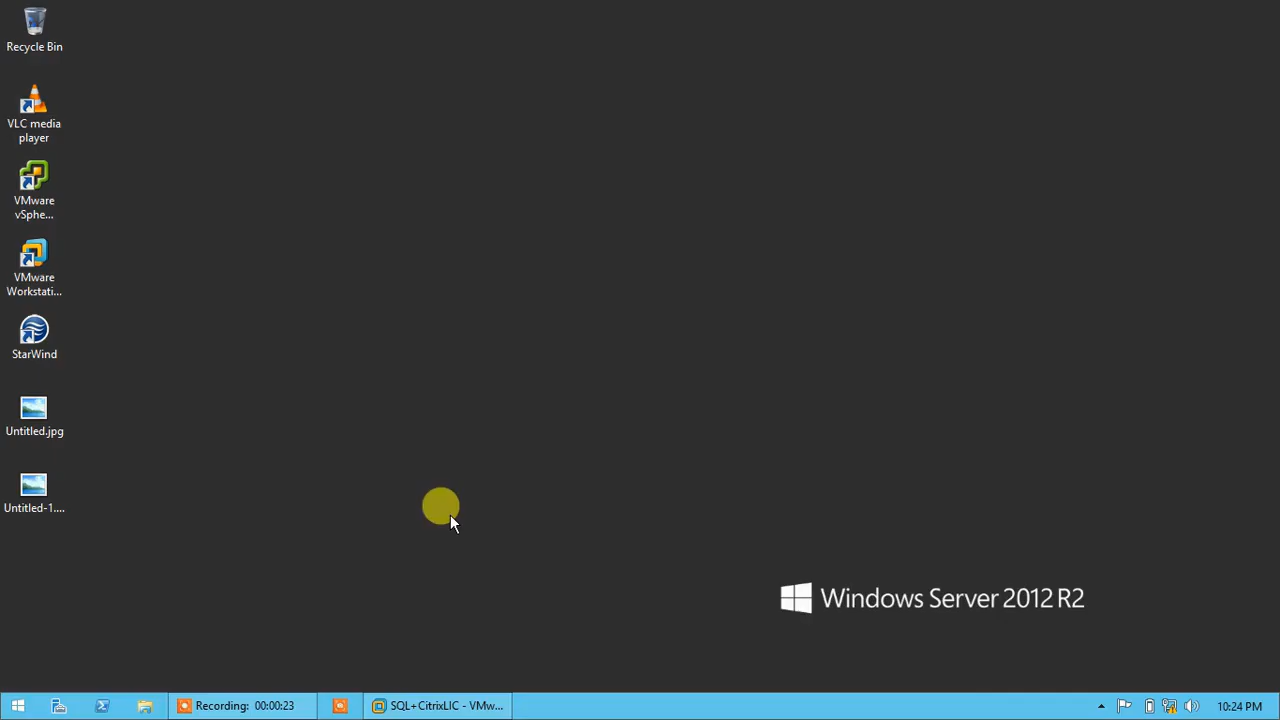 Recycle Bin
VLC media
player
VMware
vSphe...
VMware
Workstati...
StarWind
Untitled.jpg
Untitled-1....
Windows Server 2012 R2
Recording: 00:00:23
SQL+CitrixLIC - VMw...
10:24 PM